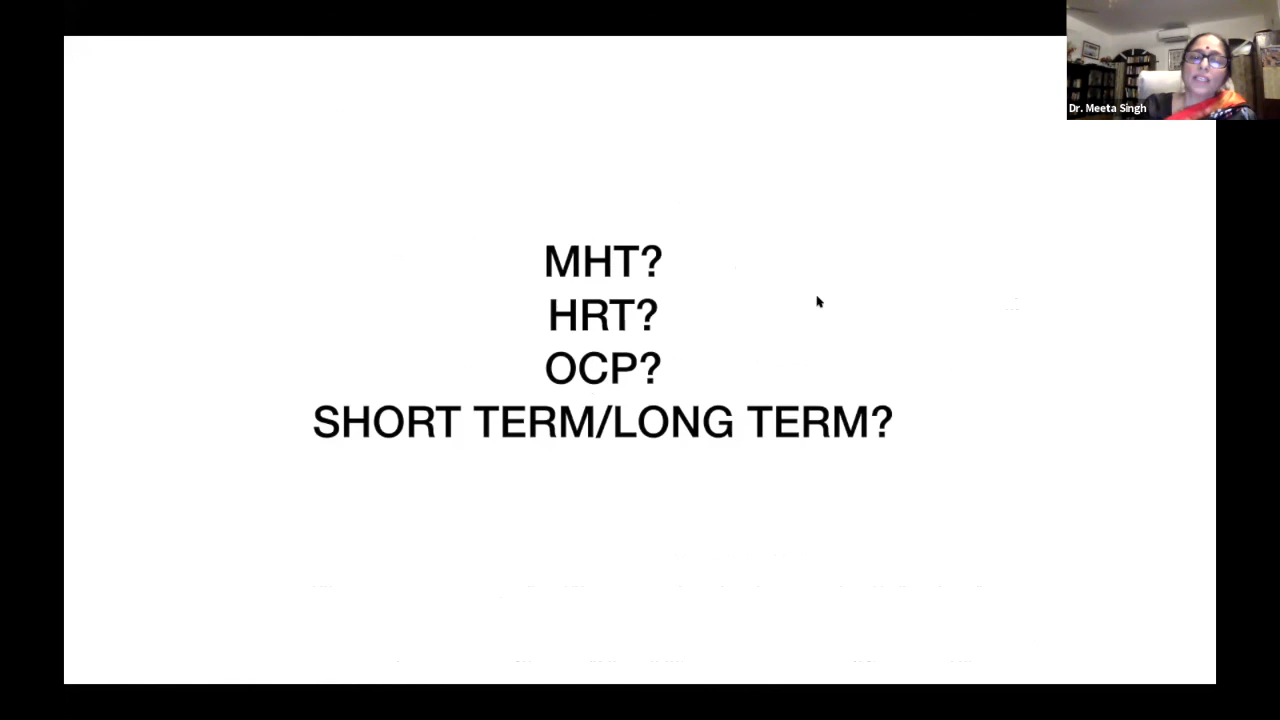 Dr. Meeta Singh
MHT?
HRT?
OCP?
SHORT TERM/LONG TERM?